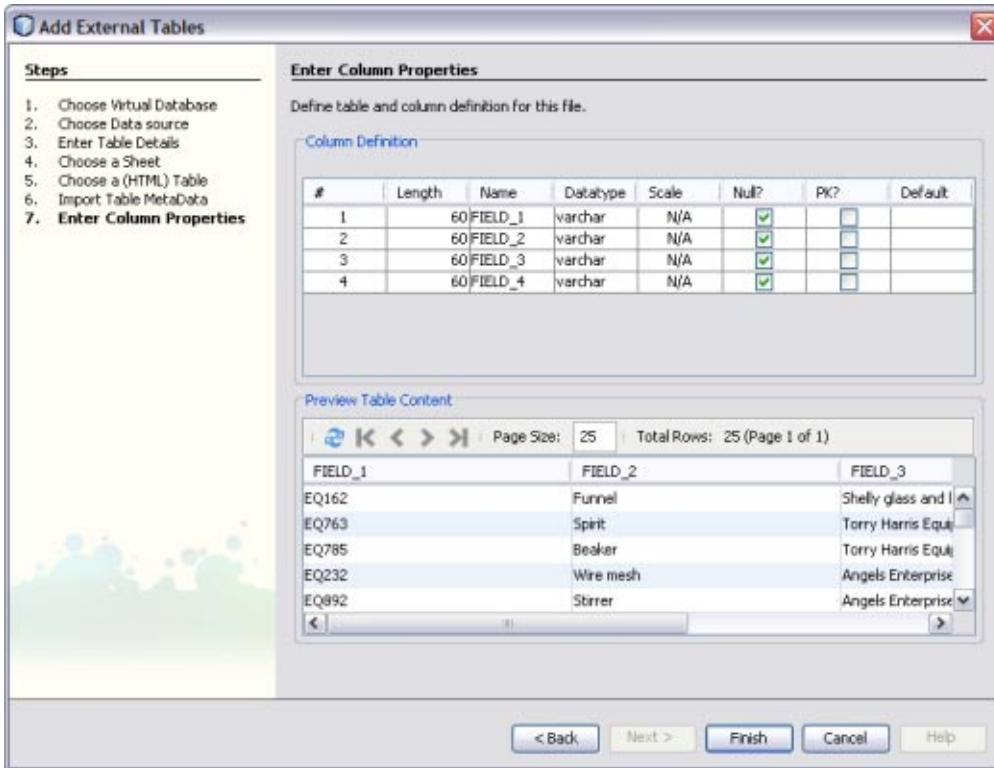 Add External Tables
Steps
1. Choose Virtual Database
2. Choose Data source
3. Enter Table Details
4. Choose a Sheet
5. Choose a (HTML) Table
6. Import Table MetaData
7. Enter Column Properties
Enter Column Properties
Define table and column definition for this file.
Column Definition
# Length Name Datatype Scale Null? PK? Default
1 60 FIELD_1 varchar N/A
2 60 FIELD_2 varchar N/A
3 60 FIELD_3 varchar N/A
4 60 FIELD_4 varchar N/A
Preview Table Content
Page Size: 25 Total Rows: 25 (Page 1 of 1)
FIELD_1 FIELD_2 FIELD_3
EQ162 Funnel Shelly glass and l
EQ763 Spirit Torry Harris Equi
EQ785 Beaker Torry Harris Equi
EQ232 Wire mesh Angels Enterprise
EQ892 Stirrer Angels Enterprise
< Back Next > Finish Cancel Help